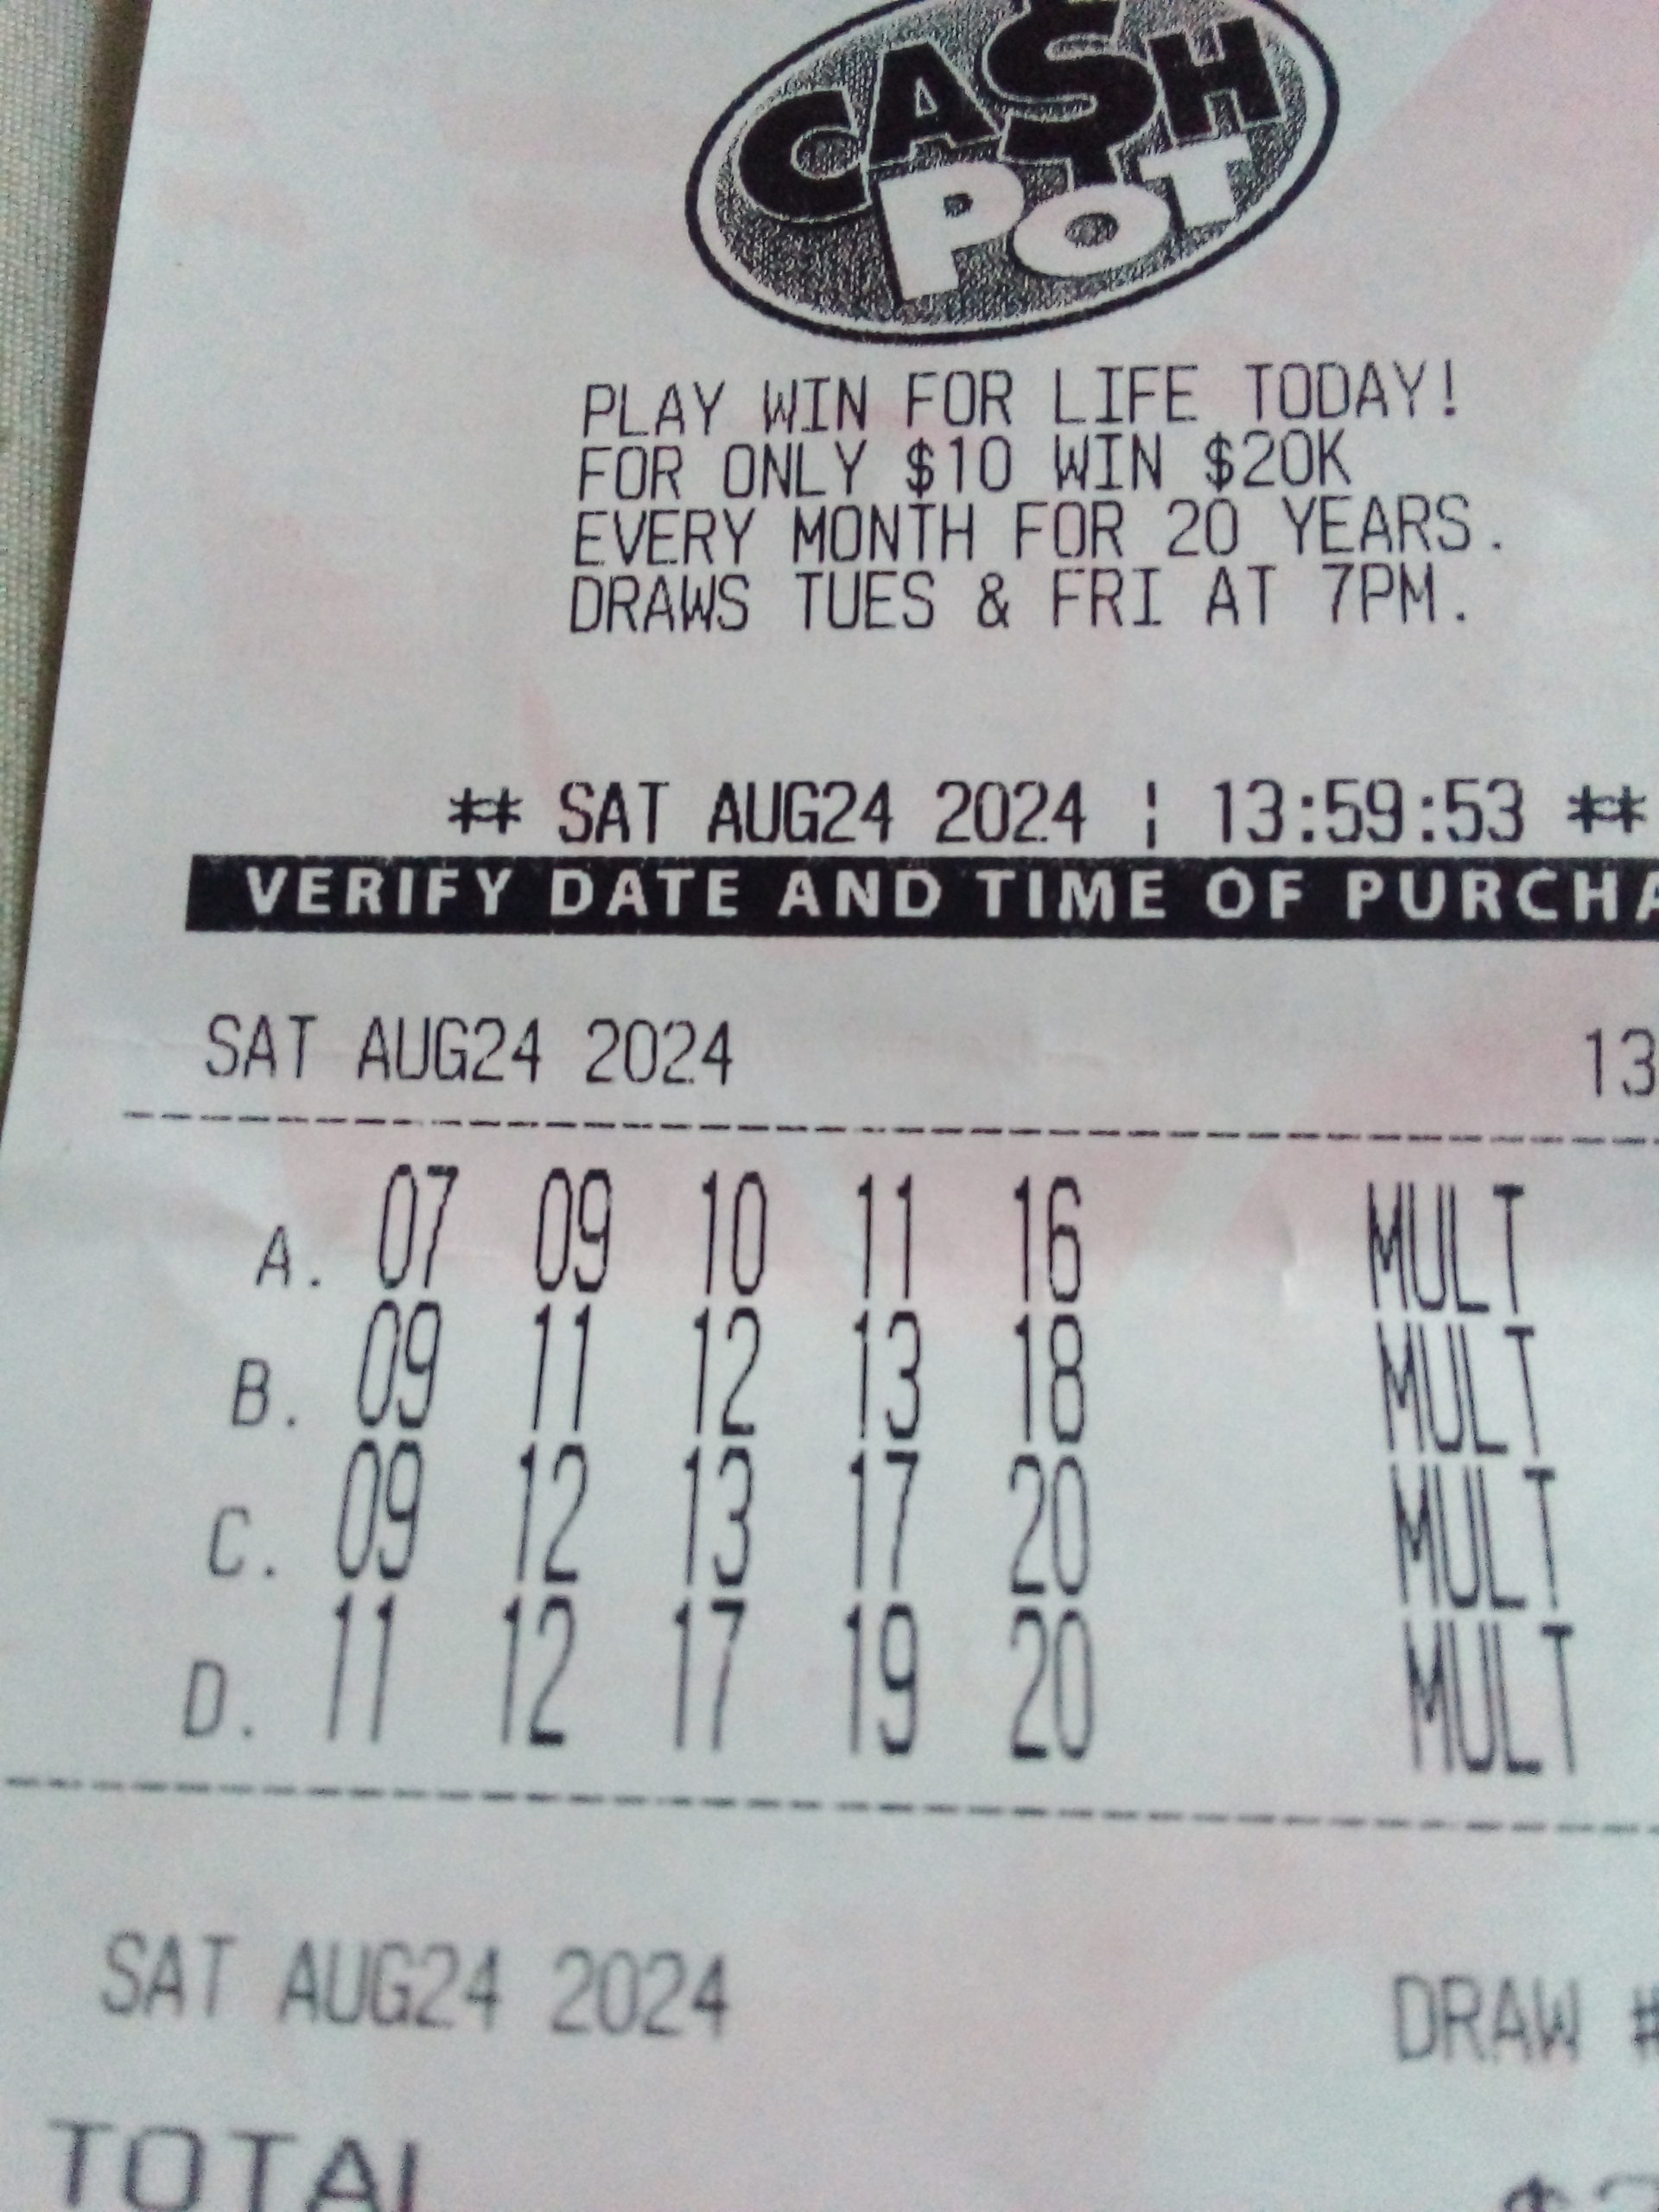 CA$H
POT
PLAY WIN FOR LIFE TODAY!
FOR ONLY $10 WIN $20K
EVERY MONTH FOR 20 YEARS.
DRAWS TUES & FRI AT 7PM.
** SAT AUG24 2024 ¦ 13:59:53 **
VERIFY DATE AND TIME OF PURCHA
SAT AUG24 2024 13
A. 07 09 10 11 16 MULT
B. 09 11 12 13 18 MULT
C. 09 12 13 17 20 MULT
D. 11 12 17 19 20 MULT
SAT AUG24 2024 DRAW #
TOTAL